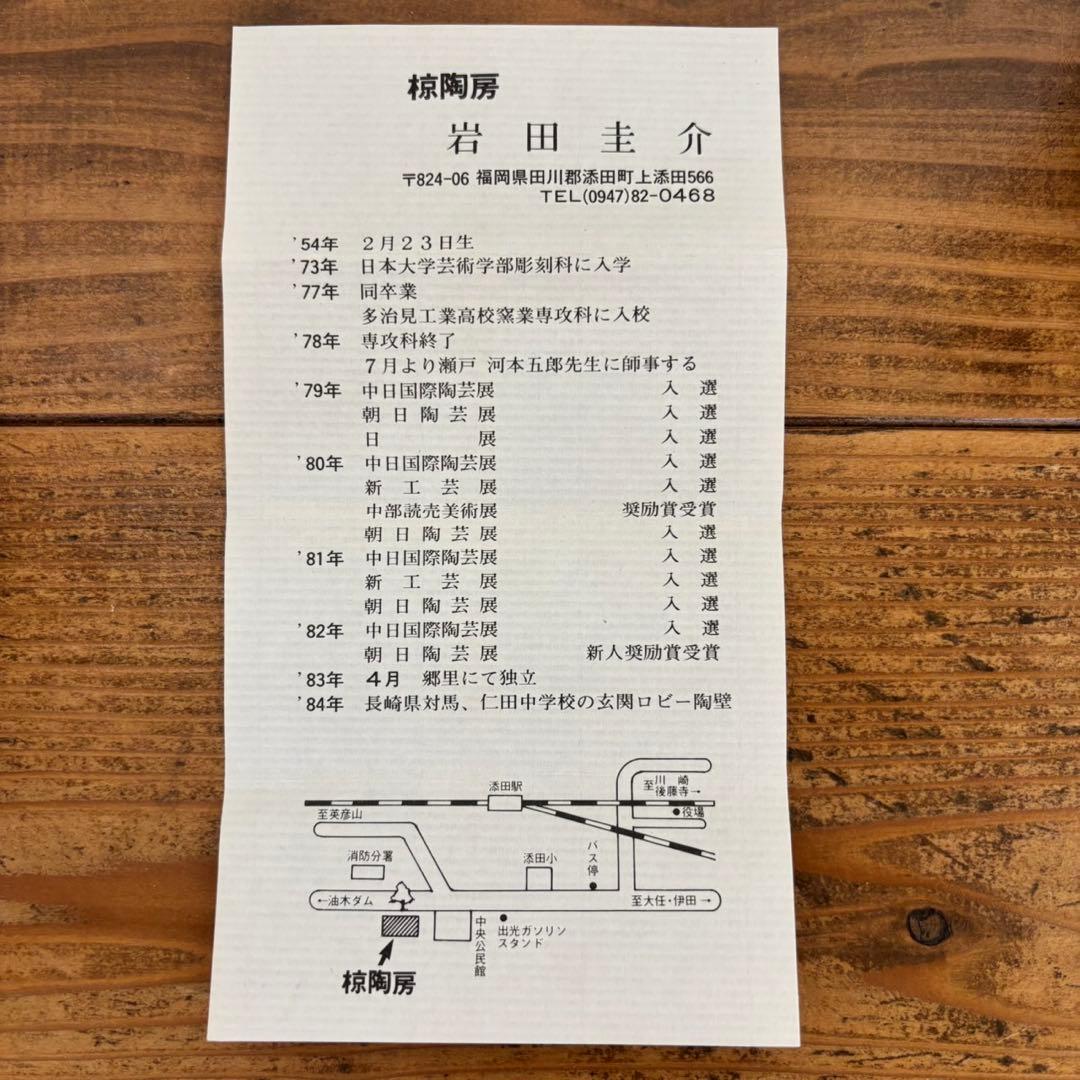 椋陶房
岩田圭介
〒824-06 福岡県田川郡添田町上添田566
TEL(0947)82-0468
'54年 2月23日生
'73年 日本大学芸術学部彫刻科に入学
'77年 同卒業
多治見工業高校窯業専攻科に入校
'78年 専攻科終了
7月より瀬戸 河本五郎先生に師事する
'79年 中日国際陶芸展 入選
朝日陶芸展 入選
日展 入選
'80年 中日国際陶芸展 入選
新工芸展 入選
中部読売美術展 奨励賞受賞
朝日陶芸展 入選
'81年 中日国際陶芸展 入選
新工芸展 入選
朝日陶芸展 入選
'82年 中日国際陶芸展 入選
朝日陶芸展 新人奨励賞受賞
'83年 4月 郷里にて独立
'84年 長崎県対馬、仁田中学校の玄関ロビー陶壁
添田駅
至川崎
後藤寺→
至英彦山
●役場
消防分署
添田小
バス停
←油木ダム
至大任・伊田→
中央公民館
出光ガソリン
スタンド
椋陶房